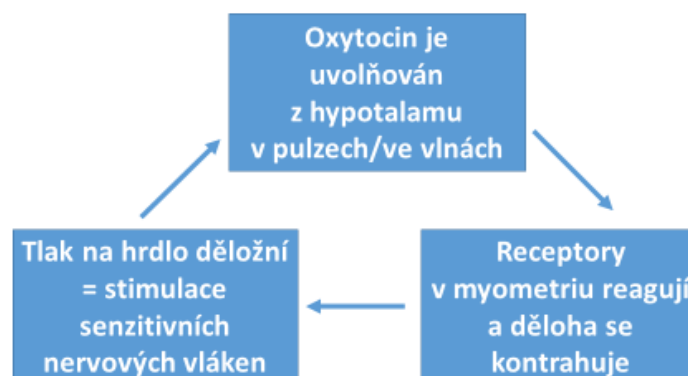 Oxytocin je
uvolňován
z hypotalamu
v pulzech/ve vlnách
Tlak na hrdlo děložní
= stimulace
senzitivních
nervových vláken
Receptory
v myometriu reagují
a děloha se
kontrahuje